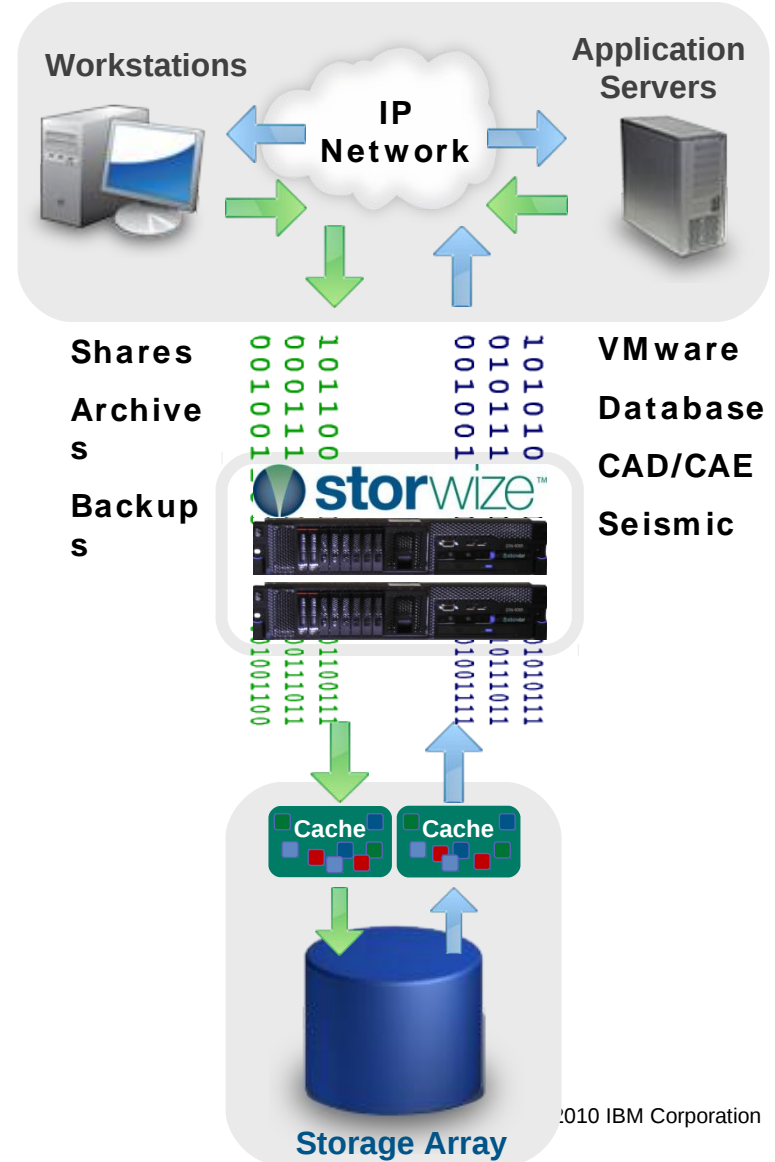 Workstations
Application
Servers
IP
Network
Shares
Archive
s
Backup
s
VMware
Database
CAD/CAE
Seismic
storwize™
Cache
Cache
Storage Array
2010 IBM Corporation